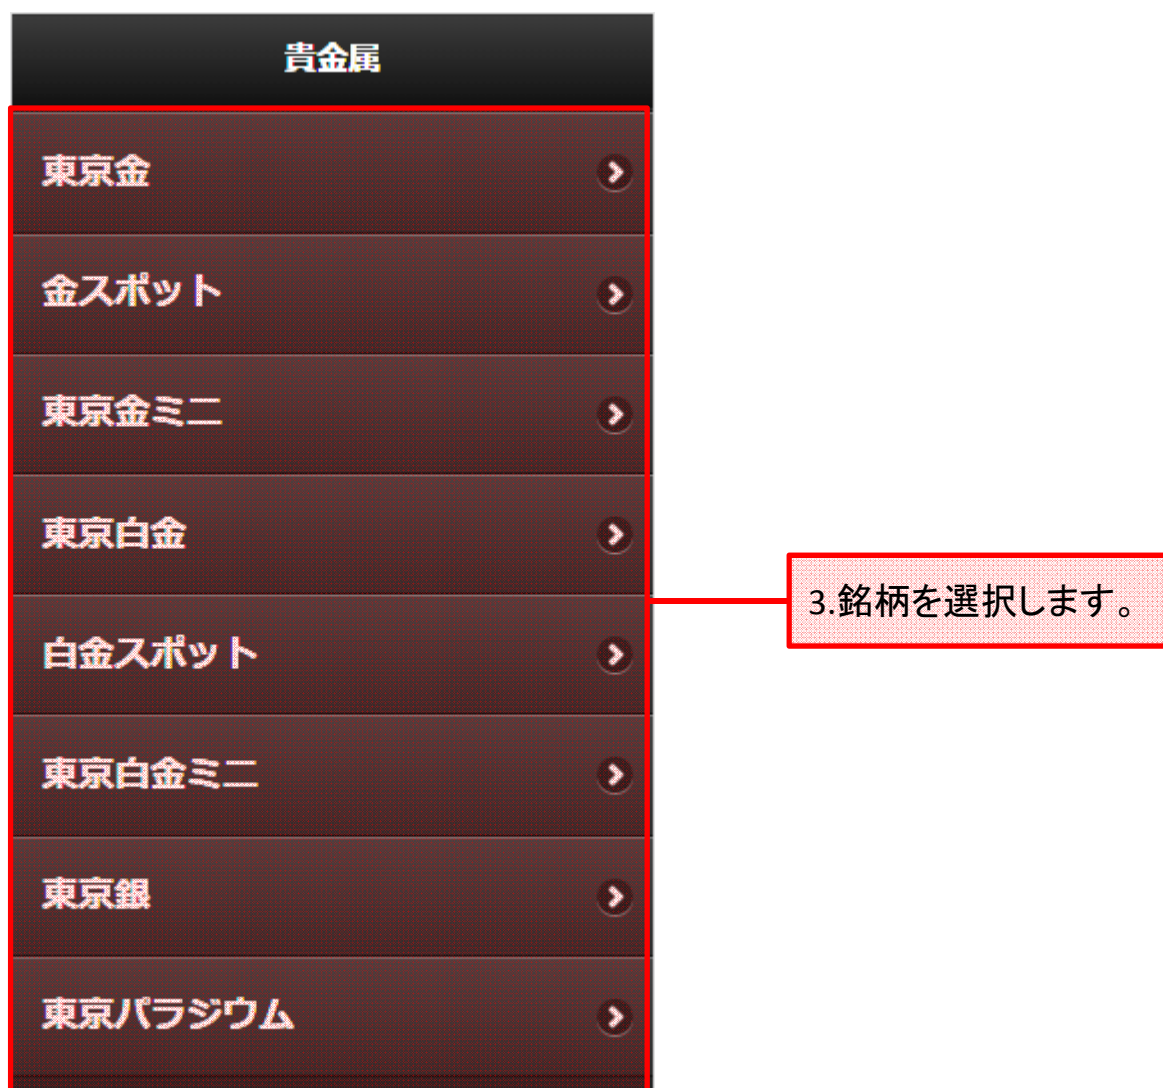 貴金属
東京金
金スポット
東京金ミニ
東京白金
白金スポット
東京白金ミニ
東京銀
東京パラジウム
3.銘柄を選択します。